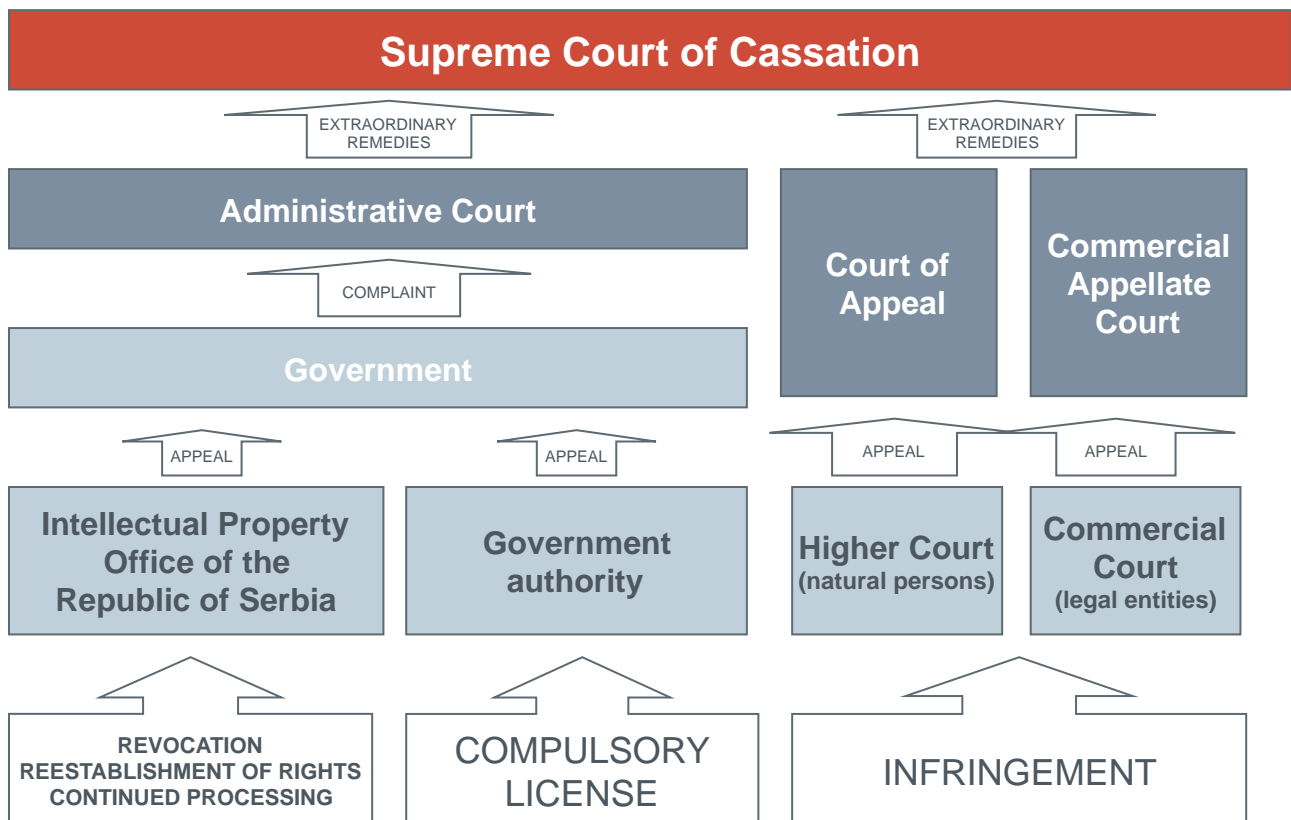 Supreme Court of Cassation
EXTRAORDINARY
REMEDIES
EXTRAORDINARY
REMEDIES
Administrative Court
Court of
Appeal
Commercial
Appellate
Court
COMPLAINT
Government
APPEAL
APPEAL
APPEAL
APPEAL
Intellectual Property
Office of the
Republic of Serbia
Government
authority
Higher Court
(natural persons)
Commercial
Court
(legal entities)
REVOCATION
REESTABLISHMENT OF RIGHTS
CONTINUED PROCESSING
COMPULSORY
LICENSE
INFRINGEMENT